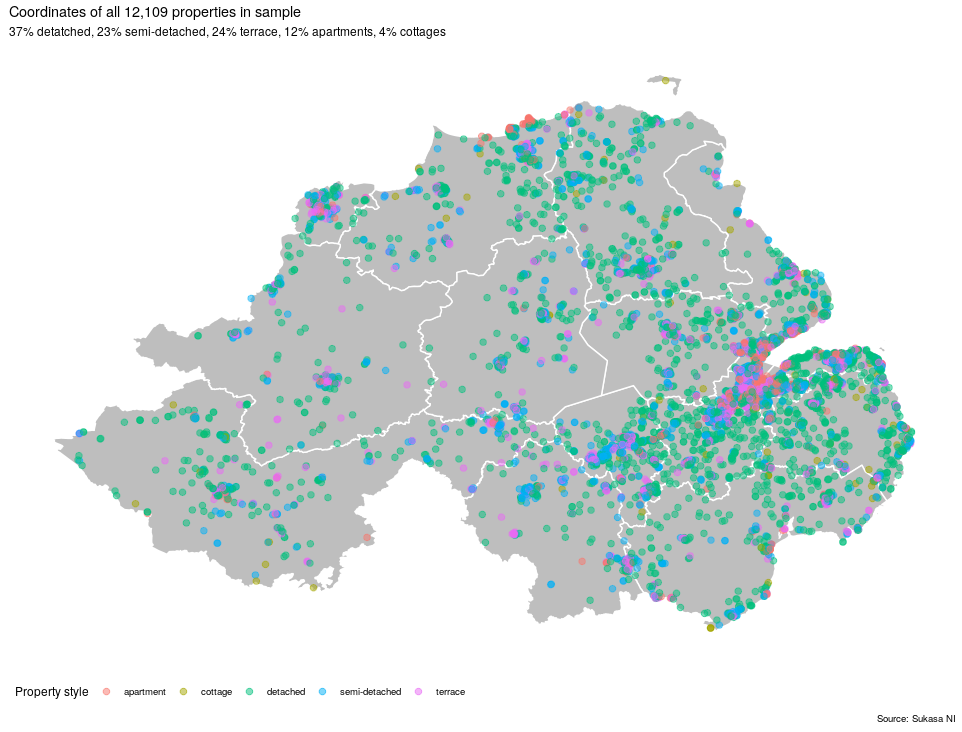 Coordinates of all 12,109 properties in sample
37% detatched, 23% semi-detached, 24% terrace, 12% apartments, 4% cottages
Property style apartment cottage detached semi-detached terrace
Source: Sukasa NI